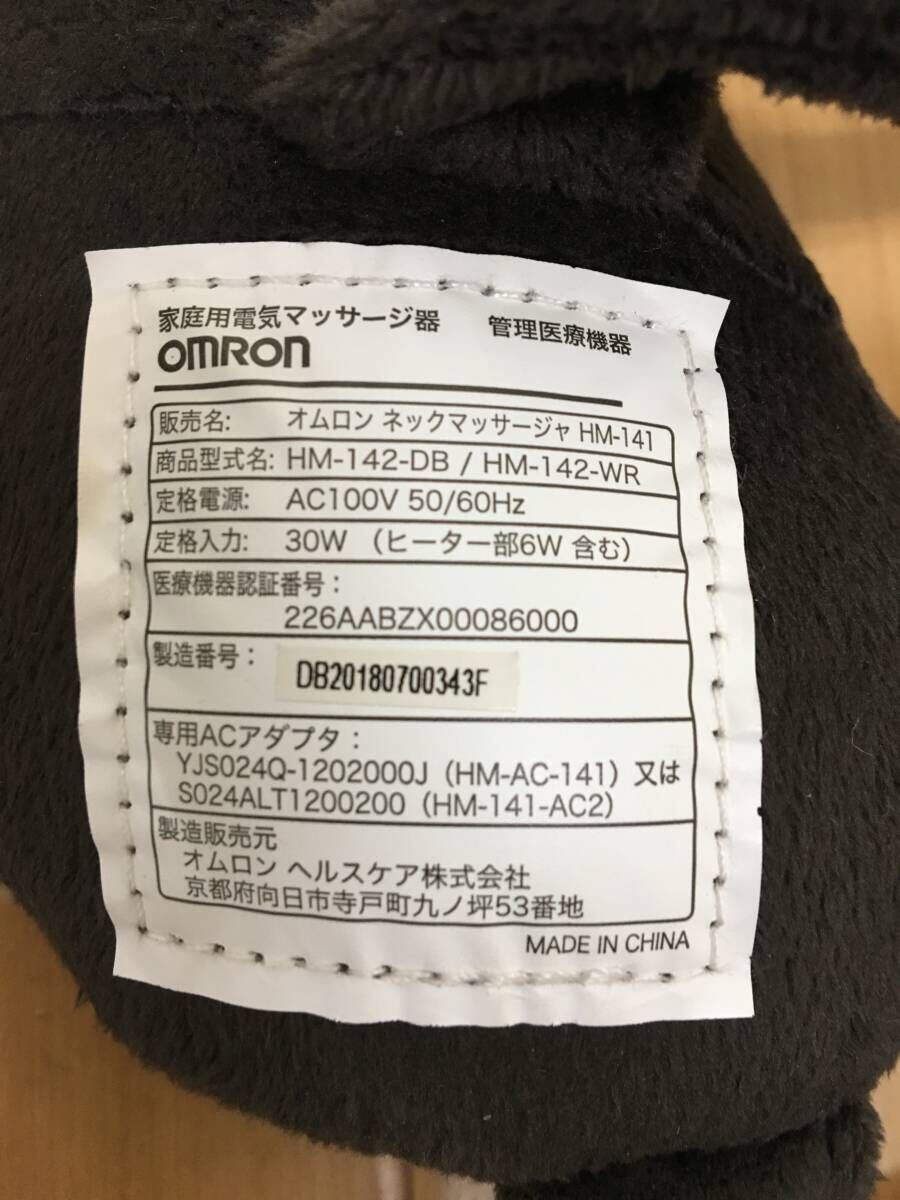 家庭用電気マッサージ器 管理医療機器
OMRON
販売名: オムロン ネックマッサージャ HM-141
商品型式名: HM-142-DB / HM-142-WR
定格電源: AC100V 50/60Hz
定格入力: 30W (ヒーター部6W 含む)
医療機器認証番号:
226AABZX00086000
製造番号: DB20180700343F
専用ACアダプタ:
YJS024Q-1202000J (HM-AC-141) 又は
S024ALT1200200 (HM-141-AC2)
製造販売元
オムロン ヘルスケア株式会社
京都府向日市寺戸町九ノ坪53番地
MADE IN CHINA